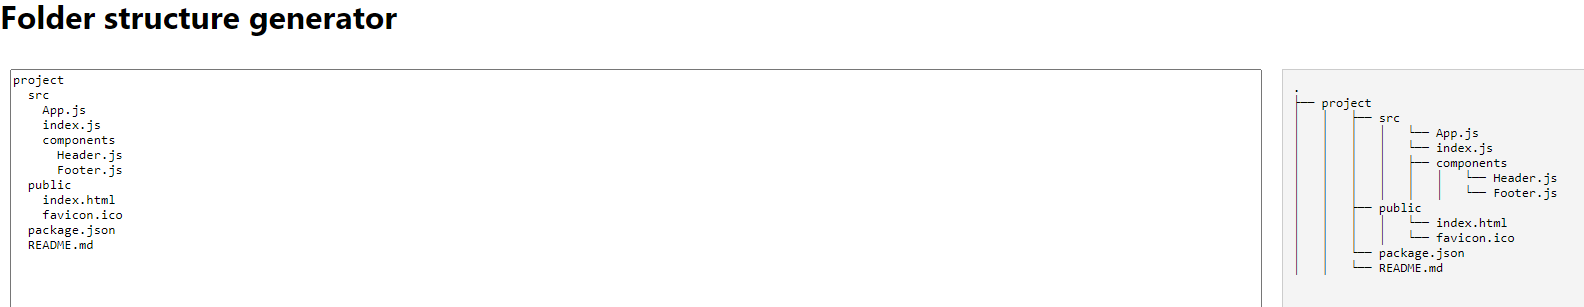 Folder structure generator
project
  src
    App.js
    index.js
    components
      Header.js
      Footer.js
  public
    index.html
    favicon.ico
  package.json
  README.md
.
├── project
│   │   ├── src
│   │   │   │   └── App.js
│   │   │   │   └── index.js
│   │   │   │   ├── components
│   │   │   │   │   │   └── Header.js
│   │   │   │   │   │   └── Footer.js
│   │   ├── public
│   │   │   │   └── index.html
│   │   │   │   └── favicon.ico
│   │   └── package.json
│   │   └── README.md